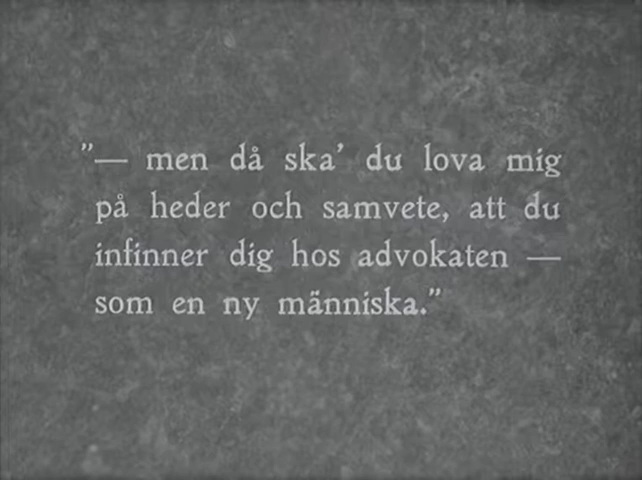 ”— men då ska’ du lova mig
på heder och samvete, att du
infinner dig hos advokaten —
som en ny människa.”